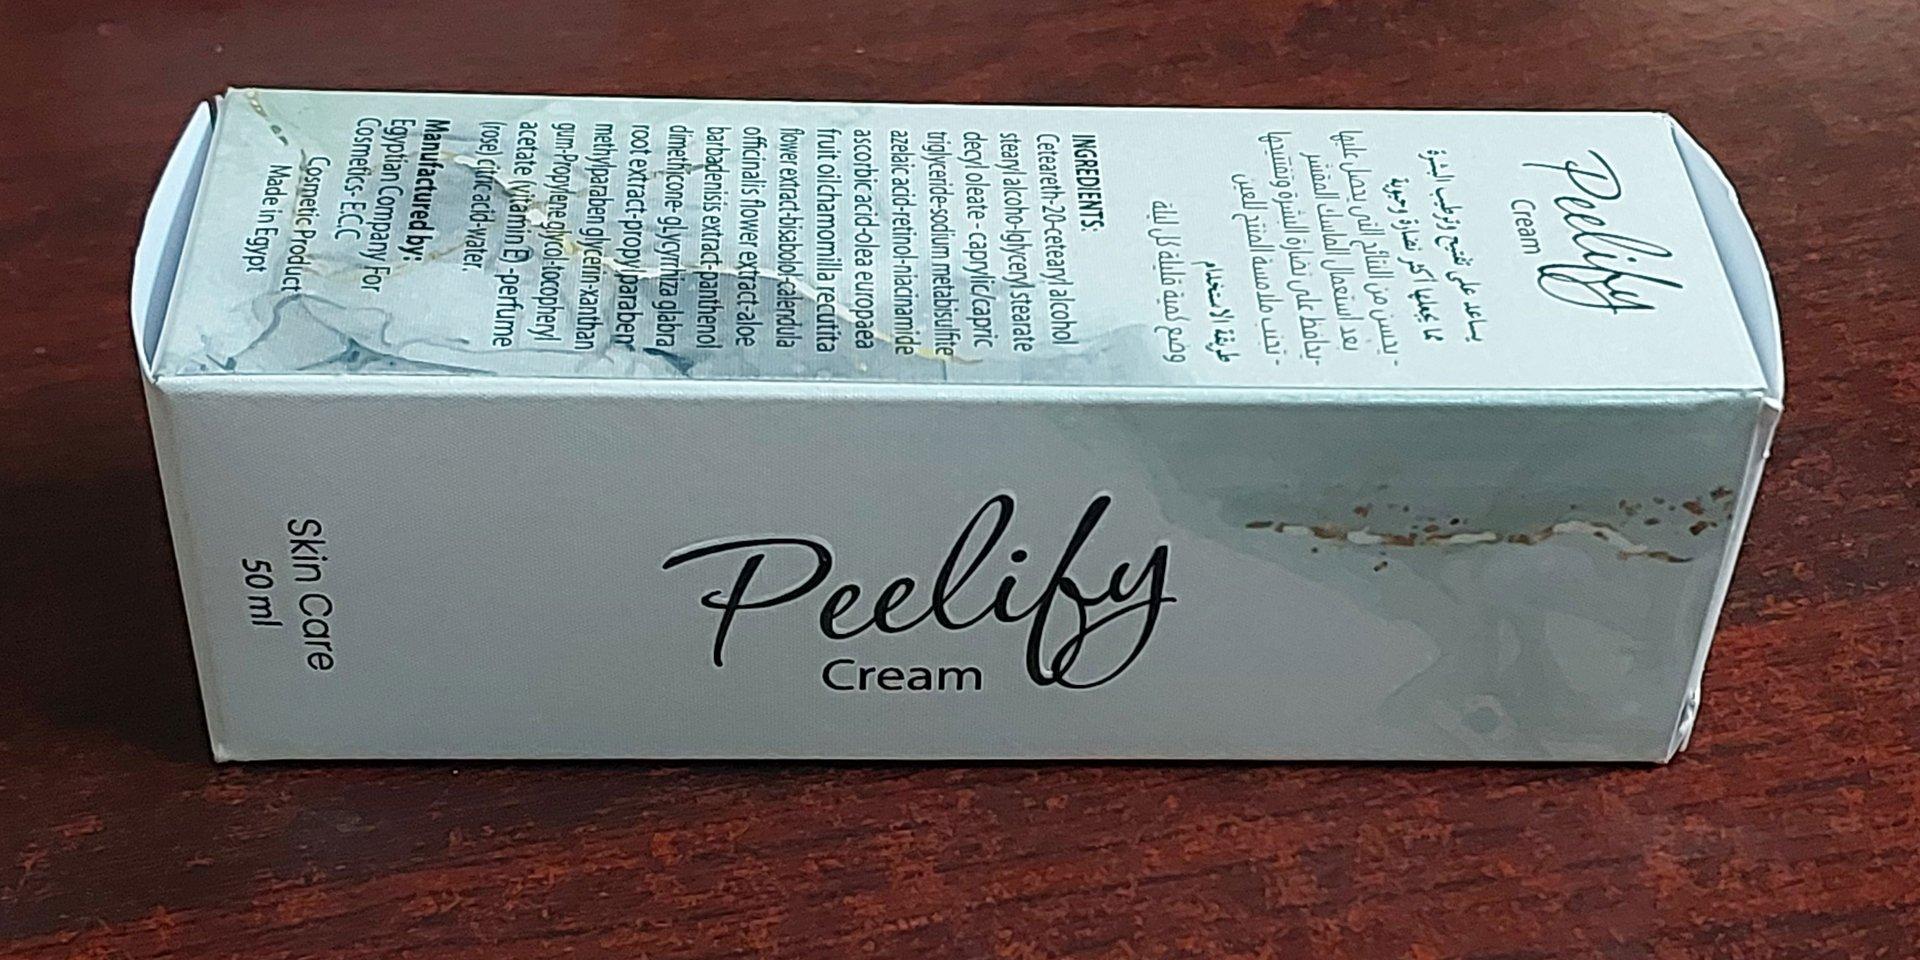 Peelify
Cream
يساعد على تفتيح وترطيب البشرة
مما يجعلها أكثر نضارة وحيوية
- يحسن من النتائج التى يحصل عليها
بعد استعمال الماسك المقشر
- يحافظ على نضارة البشرة وتفتيحها
- تجنب ملامسة المنتج للعين
طريقة الاستخدام
وضع كمية قليلة كل ليلة
INGREDIENTS:
Ceteareth-20-cetearyl alcohol
stearyl alcoho-lglyceryl stearate
decyl oleate - caprylic/capric
triglyceride-sodium metabisulfite
azelaic acid-retinol-niacinamide
ascorbic acid-olea europaea
fruit oil chamomilla recutita
flower extract-bisabolol-calendula
officinalis flower extract-aloe
barbadensis extract-panthenol
dimethicone- glycyrrhiza glabra
root extract-propyl paraben
methylparaben glycerin-xanthan
gum-Propylene glycol-tocopheryl
acetate (vitamin E) -perfume
(rose) citric acid-water.
Manufactured by:
Egyptian Company For
Cosmetics- E.C.C
Cosmetic Product
Made in Egypt
Peelify
Cream
Skin Care
50 ml